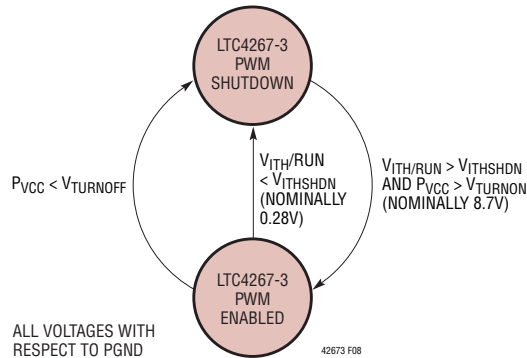 LTC4267-3
PWM
SHUTDOWN
PVCC < VTURNOFF
VITH/RUN
< VITHSHDN
(NOMINALLY
0.28V)
VITH/RUN > VITHSHDN
AND PVCC > VTURNON
(NOMINALLY 8.7V)
LTC4267-3
PWM
ENABLED
ALL VOLTAGES WITH
RESPECT TO PGND
42673 F08